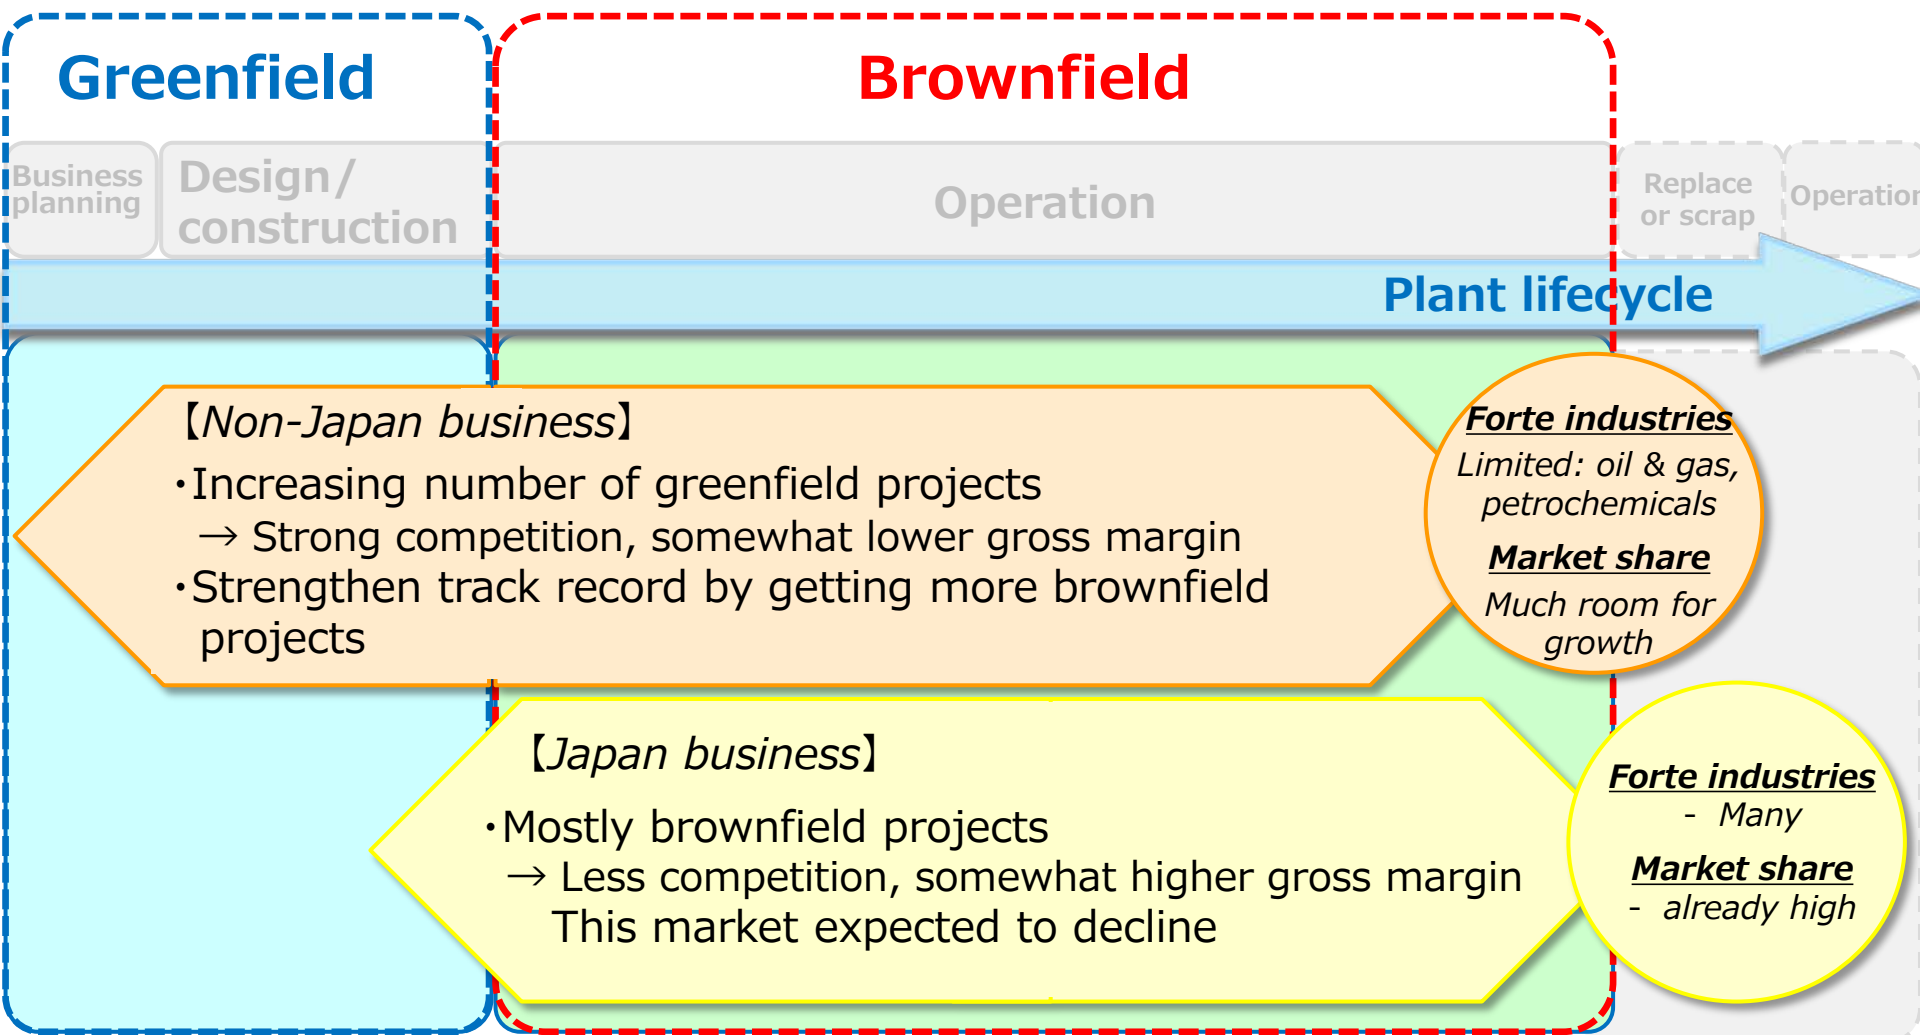 Greenfield
Brownfield
Business
planning
Design/
construction
Operation
Replace
or scrap
Operation
Plant lifecycle
【Non-Japan business】
・Increasing number of greenfield projects
→ Strong competition, somewhat lower gross margin
・Strengthen track record by getting more brownfield
projects
Forte industries
Limited: oil & gas,
petrochemicals
Market share
Much room for
growth
【Japan business】
・Mostly brownfield projects
→ Less competition, somewhat higher gross margin
This market expected to decline
Forte industries
- Many
Market share
- already high